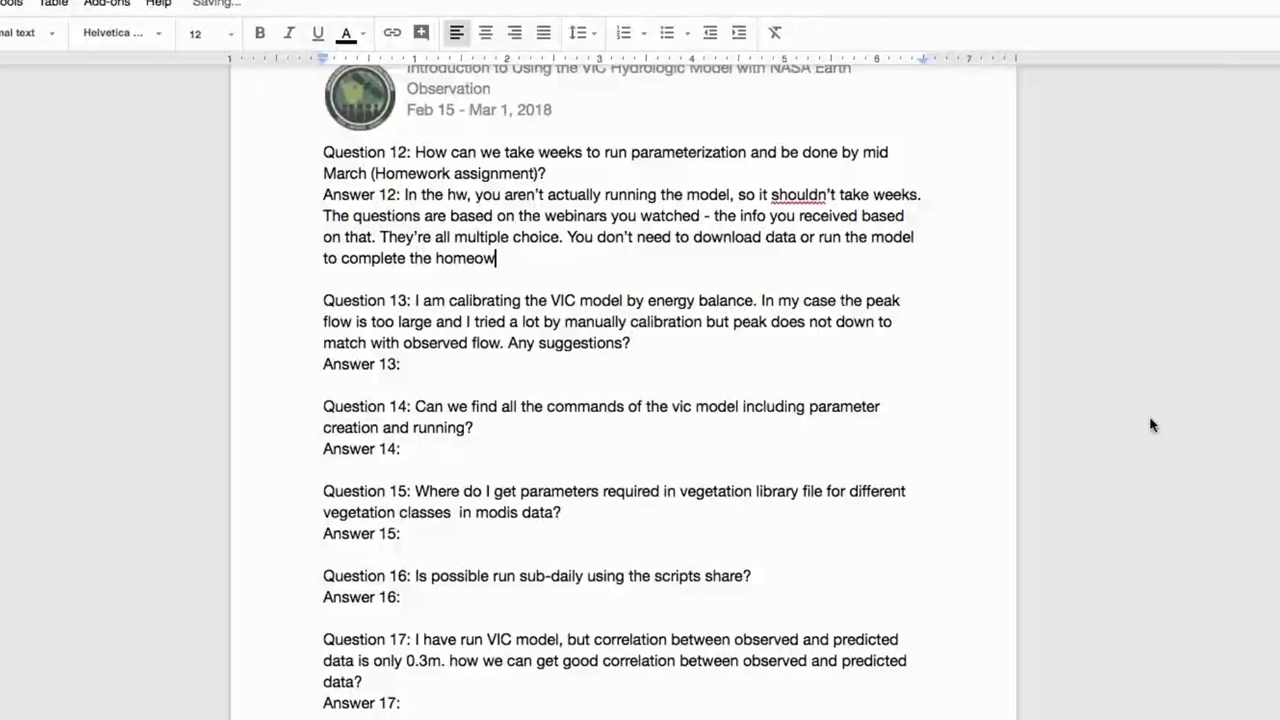 ools Table Add-ons Help Saving...
mal text Helvetica ... 12 B I U A
1 1 2 3 4 5 6 7
Introduction to Using the VIC Hydrologic Model with NASA Earth
Observation
Feb 15 - Mar 1, 2018
Question 12: How can we take weeks to run parameterization and be done by mid
March (Homework assignment)?
Answer 12: In the hw, you aren't actually running the model, so it shouldn't take weeks.
The questions are based on the webinars you watched - the info you received based
on that. They're all multiple choice. You don't need to download data or run the model
to complete the homeow
Question 13: I am calibrating the VIC model by energy balance. In my case the peak
flow is too large and I tried a lot by manually calibration but peak does not down to
match with observed flow. Any suggestions?
Answer 13:
Question 14: Can we find all the commands of the vic model including parameter
creation and running?
Answer 14:
Question 15: Where do I get parameters required in vegetation library file for different
vegetation classes  in modis data?
Answer 15:
Question 16: Is possible run sub-daily using the scripts share?
Answer 16:
Question 17: I have run VIC model, but correlation between observed and predicted
data is only 0.3m. how we can get good correlation between observed and predicted
data?
Answer 17: